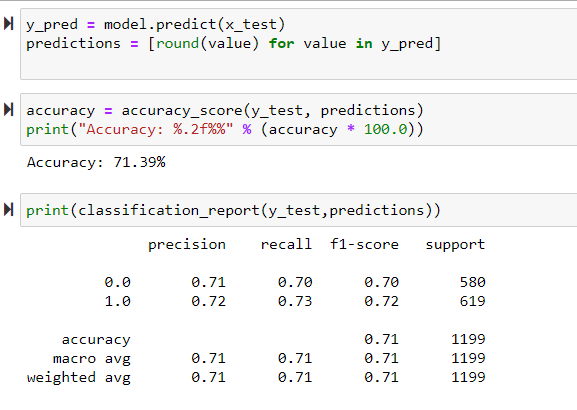 y_pred = model.predict(x_test)
predictions = [round(value) for value in y_pred]
accuracy = accuracy_score(y_test, predictions)
print("Accuracy: %.2f%%" % (accuracy * 100.0))
Accuracy: 71.39%
print(classification_report(y_test,predictions))
precision recall f1-score support
0.0 0.71 0.70 0.70 580
1.0 0.72 0.73 0.72 619
accuracy 0.71 1199
macro avg 0.71 0.71 0.71 1199
weighted avg 0.71 0.71 0.71 1199